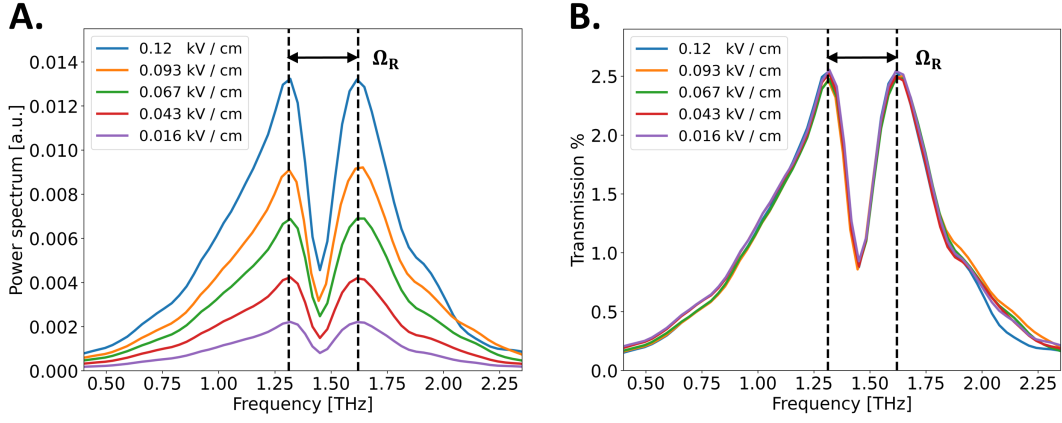 A.
0.12 kV / cm
0.093 kV / cm
0.067 kV / cm
0.043 kV / cm
0.016 kV / cm
Ω_R
Power spectrum [a.u.]
0.014
0.012
0.010
0.008
0.006
0.004
0.002
0.000
0.50 0.75 1.00 1.25 1.50 1.75 2.00 2.25
Frequency [THz]
B.
0.12 kV / cm
0.093 kV / cm
0.067 kV / cm
0.043 kV / cm
0.016 kV / cm
Ω_R
Transmission %
2.5
2.0
1.5
1.0
0.5
0.0
0.50 0.75 1.00 1.25 1.50 1.75 2.00 2.25
Frequency [THz]